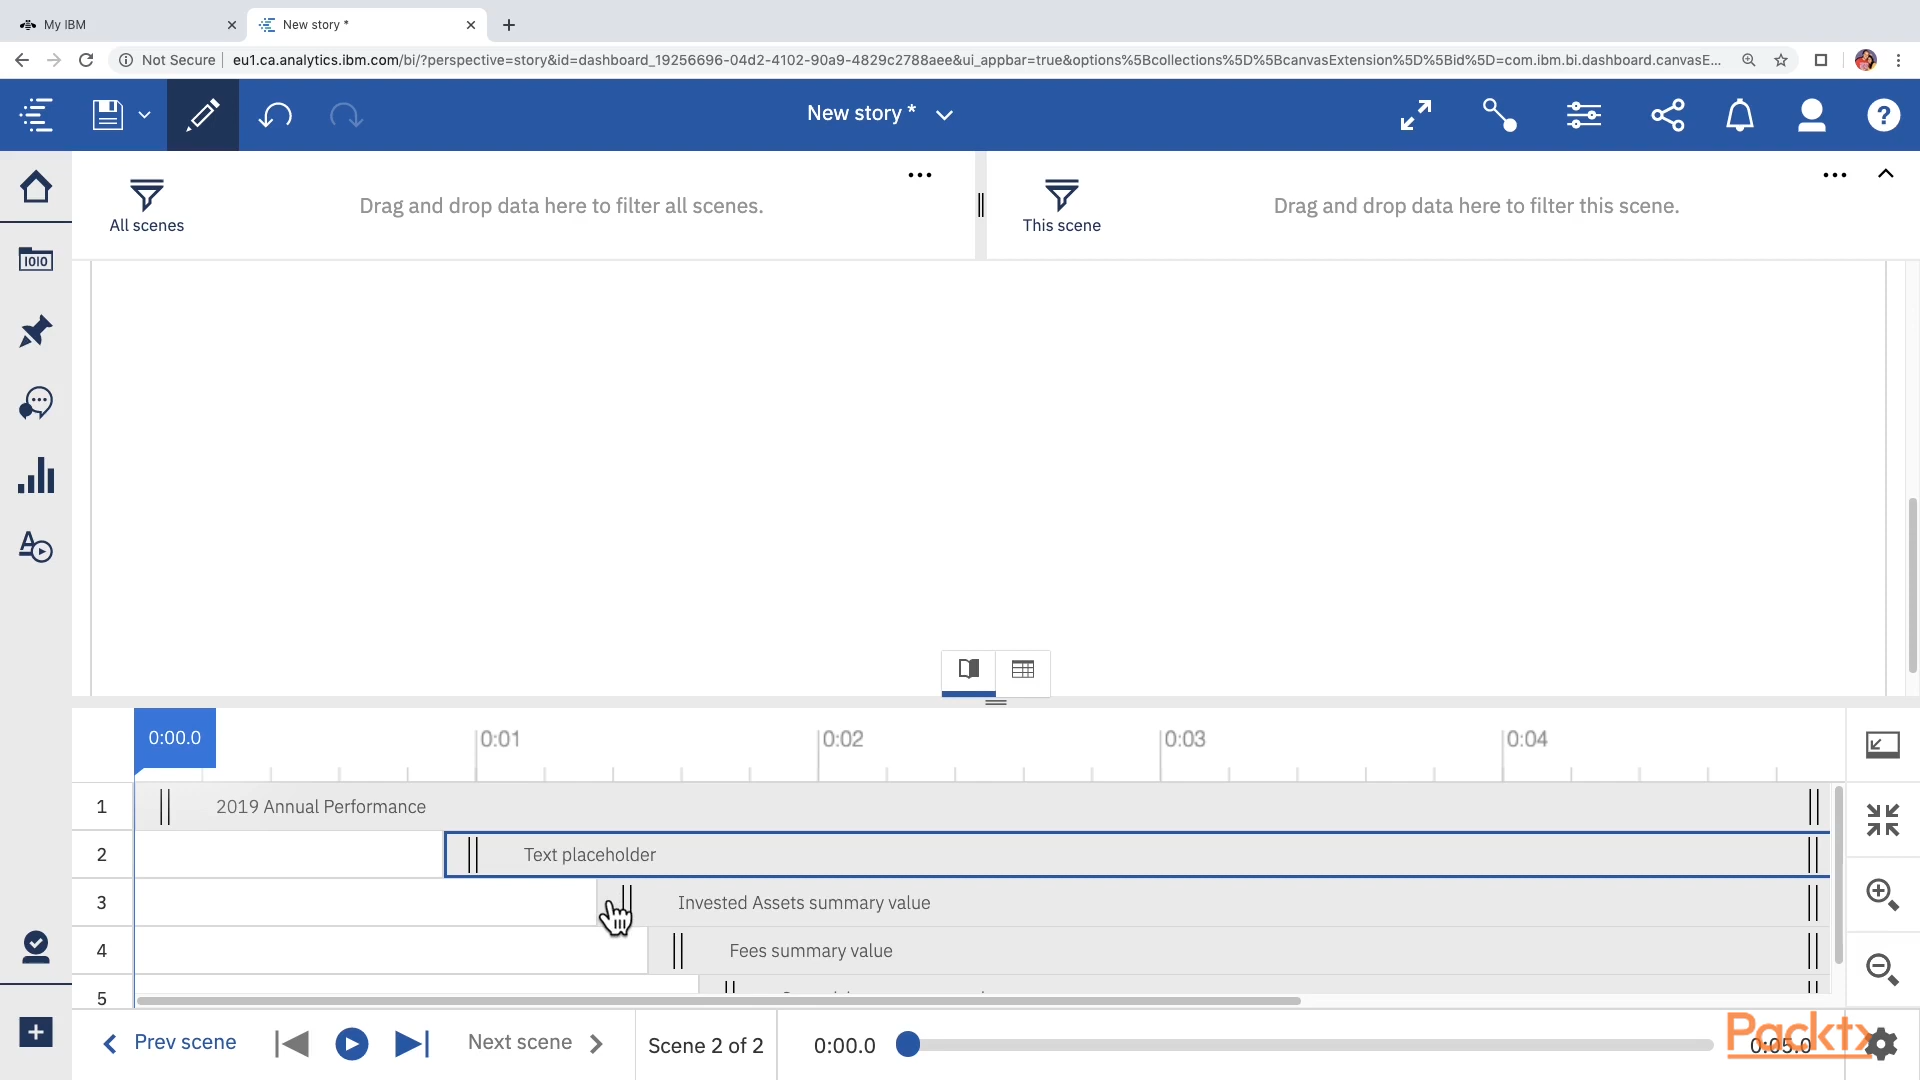 My IBM
New story *
Not Secure
eu1.ca.analytics.ibm.com/bi/?perspective=story&id=dashboard_19256696-04d2-4102-90a9-4829c2788aee&ui_appbar=true&options%5Bcollections%5D%5BcanvasExtension%5D%5Bid%5D=com.ibm.bi.dashboard.canvasE...
New story *
All scenes
Drag and drop data here to filter all scenes.
This scene
Drag and drop data here to filter this scene.
1010
0:00.0
0:01
0:02
0:03
0:04
1
2019 Annual Performance
2
Text placeholder
3
Invested Assets summary value
4
Fees summary value
5
Prev scene
Next scene
Scene 2 of 2
0:00.0
0:05.0
Packt>